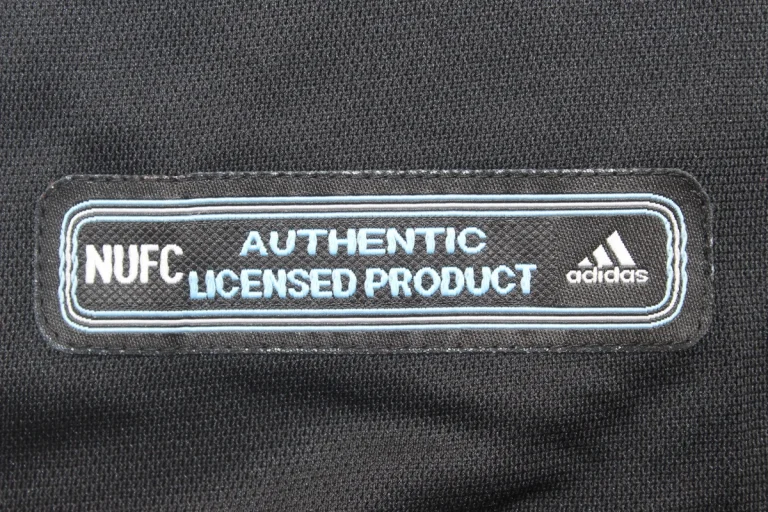 NUFC
AUTHENTIC
LICENSED PRODUCT
adidas